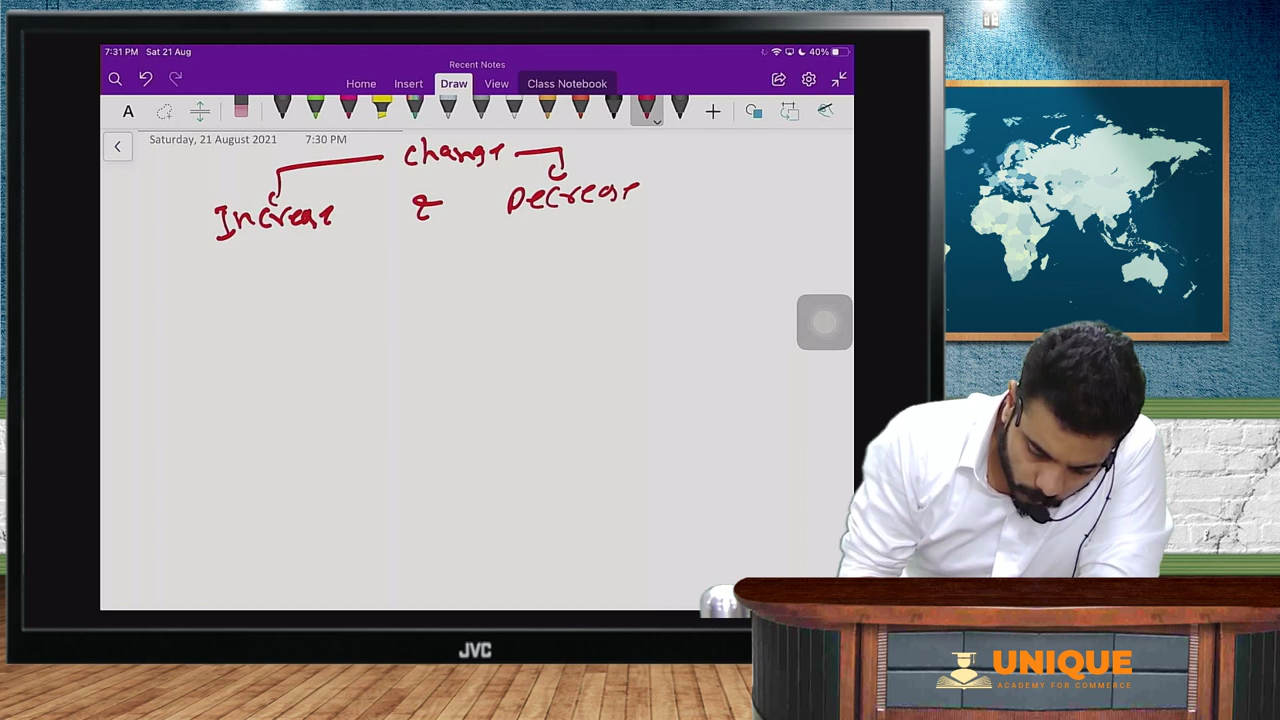 7:31 PM Sat 21 Aug
40%
Recent Notes
Home Insert Draw View Class Notebook
A
Saturday, 21 August 2021 7:30 PM
Change
Increase & Decrease
JVC
UNIQUE
ACADEMY FOR COMMERCE